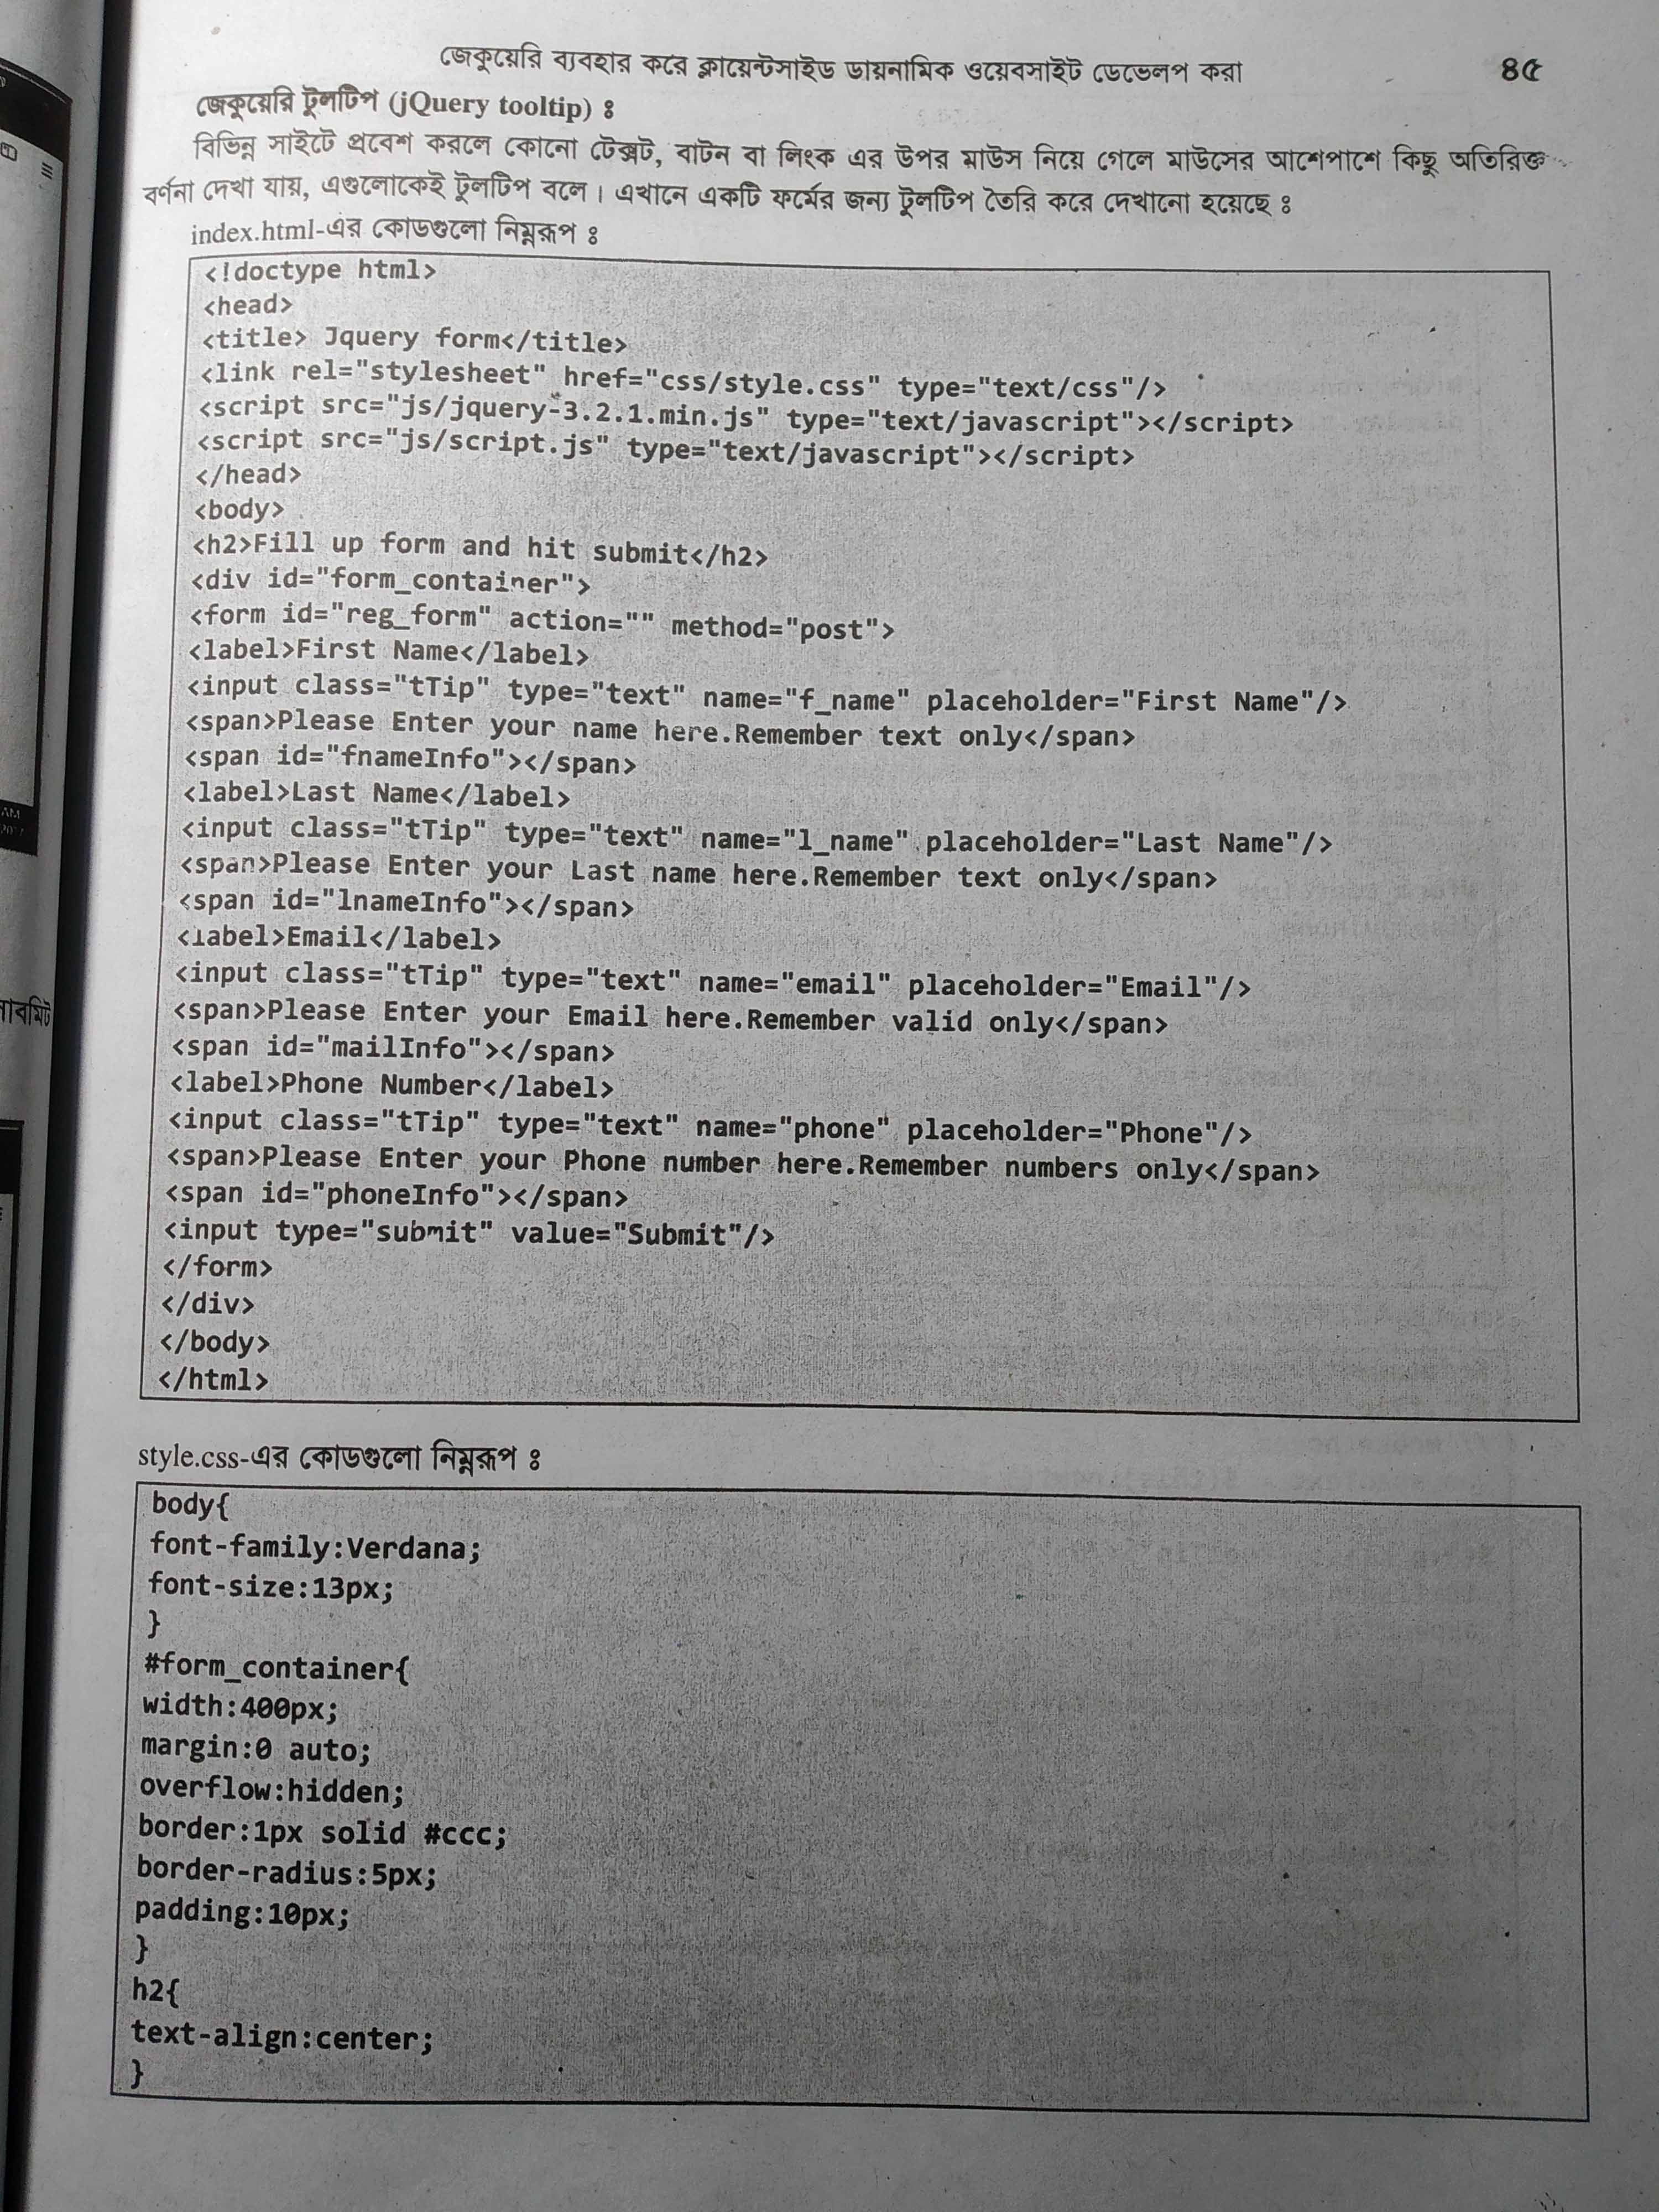 জেকুয়েরি ব্যবহার করে ক্লায়েন্টসাইড ডায়নামিক ওয়েবসাইট ডেভেলপ করা ৪৫
জেকুয়েরি টুলটিপ (jQuery tooltip) ঃ
বিভিন্ন সাইটে প্রবেশ করলে কোনো টেক্সট, বাটন বা লিংক এর উপর মাউস নিয়ে গেলে মাউসের আশেপাশে কিছু অতিরিক্ত
বর্ণনা দেখা যায়, এগুলোকেই টুলটিপ বলে। এখানে একটি ফর্মের জন্য টুলটিপ তৈরি করে দেখানো হয়েছে ঃ
index.html-এর কোডগুলো নিম্নরূপ ঃ
<!doctype html>
<head>
<title> Jquery form</title>
<link rel="stylesheet" href="css/style.css" type="text/css"/>
<script src="js/jquery-3.2.1.min.js" type="text/javascript"></script>
<script src="js/script.js" type="text/javascript"></script>
</head>
<body>
<h2>Fill up form and hit submit</h2>
<div id="form_container">
<form id="reg_form" action="" method="post">
<label>First Name</label>
<input class="tTip" type="text" name="f_name" placeholder="First Name"/>
<span>Please Enter your name here.Remember text only</span>
<span id="fnameInfo"></span>
<label>Last Name</label>
<input class="tTip" type="text" name="l_name" placeholder="Last Name"/>
<span>Please Enter your Last name here.Remember text only</span>
<span id="lnameInfo"></span>
<label>Email</label>
<input class="tTip" type="text" name="email" placeholder="Email"/>
<span>Please Enter your Email here.Remember valid only</span>
<span id="mailInfo"></span>
<label>Phone Number</label>
<input class="tTip" type="text" name="phone" placeholder="Phone"/>
<span>Please Enter your Phone number here.Remember numbers only</span>
<span id="phoneInfo"></span>
<input type="submit" value="Submit"/>
</form>
</div>
</body>
</html>
style.css-এর কোডগুলো নিম্নরূপ ঃ
body{
font-family:Verdana;
font-size:13px;
}
#form_container{
width:400px;
margin:0 auto;
overflow:hidden;
border:1px solid #ccc;
border-radius:5px;
padding:10px;
}
h2{
text-align:center;
}